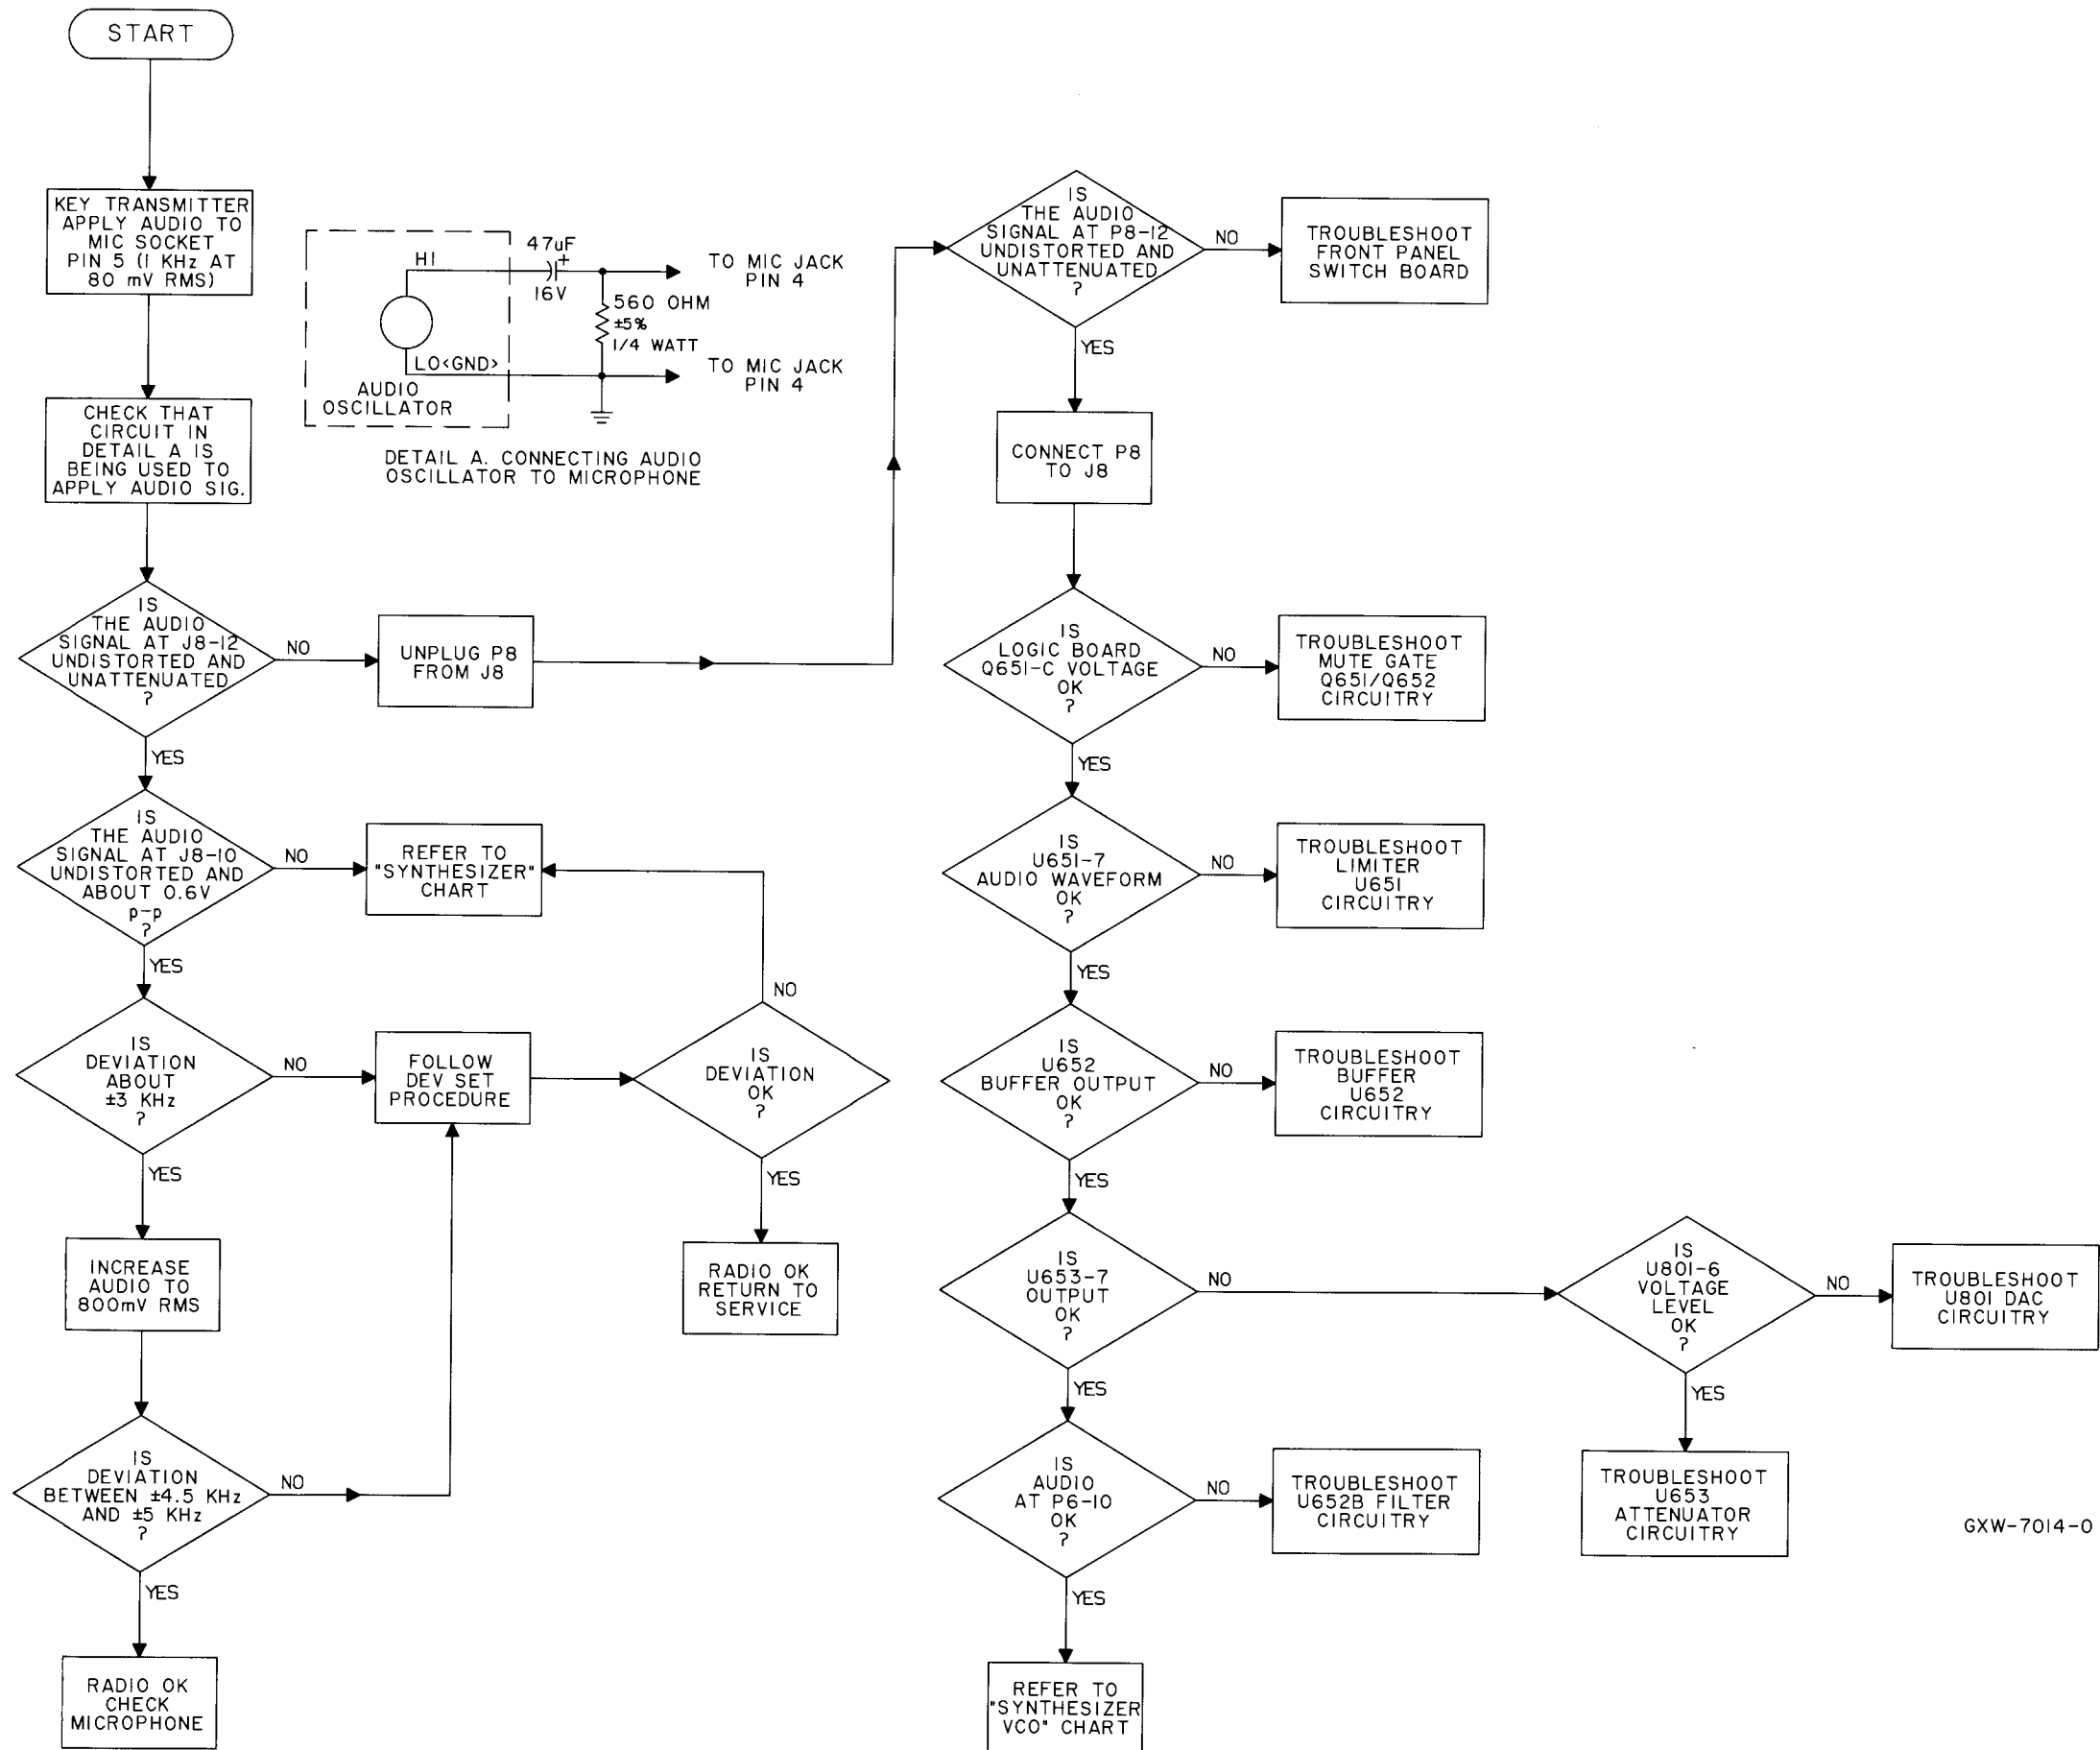 START
KEY TRANSMITTER
APPLY AUDIO TO
MIC SOCKET
PIN 5 (1 KHz AT
80 mV RMS)
CHECK THAT
CIRCUIT IN
DETAIL A IS
BEING USED TO
APPLY AUDIO SIG.
HI
47uF
+
16V
560 OHM
±5%
1/4 WATT
LO<GND>
AUDIO
OSCILLATOR
TO MIC JACK
PIN 4
TO MIC JACK
PIN 4
DETAIL A. CONNECTING AUDIO
OSCILLATOR TO MICROPHONE
IS
THE AUDIO
SIGNAL AT J8-12
UNDISTORTED AND
UNATTENUATED
?
NO
UNPLUG P8
FROM J8
YES
IS
THE AUDIO
SIGNAL AT J8-10
UNDISTORTED AND
ABOUT 0.6V
p-p
?
NO
REFER TO
"SYNTHESIZER"
CHART
YES
IS
DEVIATION
ABOUT
±3 KHz
?
NO
FOLLOW
DEV SET
PROCEDURE
IS
DEVIATION
OK
?
NO
YES
RADIO OK
RETURN TO
SERVICE
YES
INCREASE
AUDIO TO
800mV RMS
IS
DEVIATION
BETWEEN ±4.5 KHz
AND ±5 KHz
?
NO
YES
RADIO OK
CHECK
MICROPHONE
IS
THE AUDIO
SIGNAL AT P8-12
UNDISTORTED AND
UNATTENUATED
?
NO
TROUBLESHOOT
FRONT PANEL
SWITCH BOARD
YES
CONNECT P8
TO J8
IS
LOGIC BOARD
Q651-C VOLTAGE
OK
?
NO
TROUBLESHOOT
MUTE GATE
Q651/Q652
CIRCUITRY
YES
IS
U651-7
AUDIO WAVEFORM
OK
?
NO
TROUBLESHOOT
LIMITER
U651
CIRCUITRY
YES
IS
U652
BUFFER OUTPUT
OK
?
NO
TROUBLESHOOT
BUFFER
U652
CIRCUITRY
YES
IS
U653-7
OUTPUT
OK
?
NO
IS
U801-6
VOLTAGE
LEVEL
OK
?
NO
TROUBLESHOOT
U801 DAC
CIRCUITRY
YES
TROUBLESHOOT
U653
ATTENUATOR
CIRCUITRY
YES
IS
AUDIO
AT P6-10
OK
?
NO
TROUBLESHOOT
U652B FILTER
CIRCUITRY
YES
REFER TO
"SYNTHESIZER
VCO" CHART
GXW-7014-0